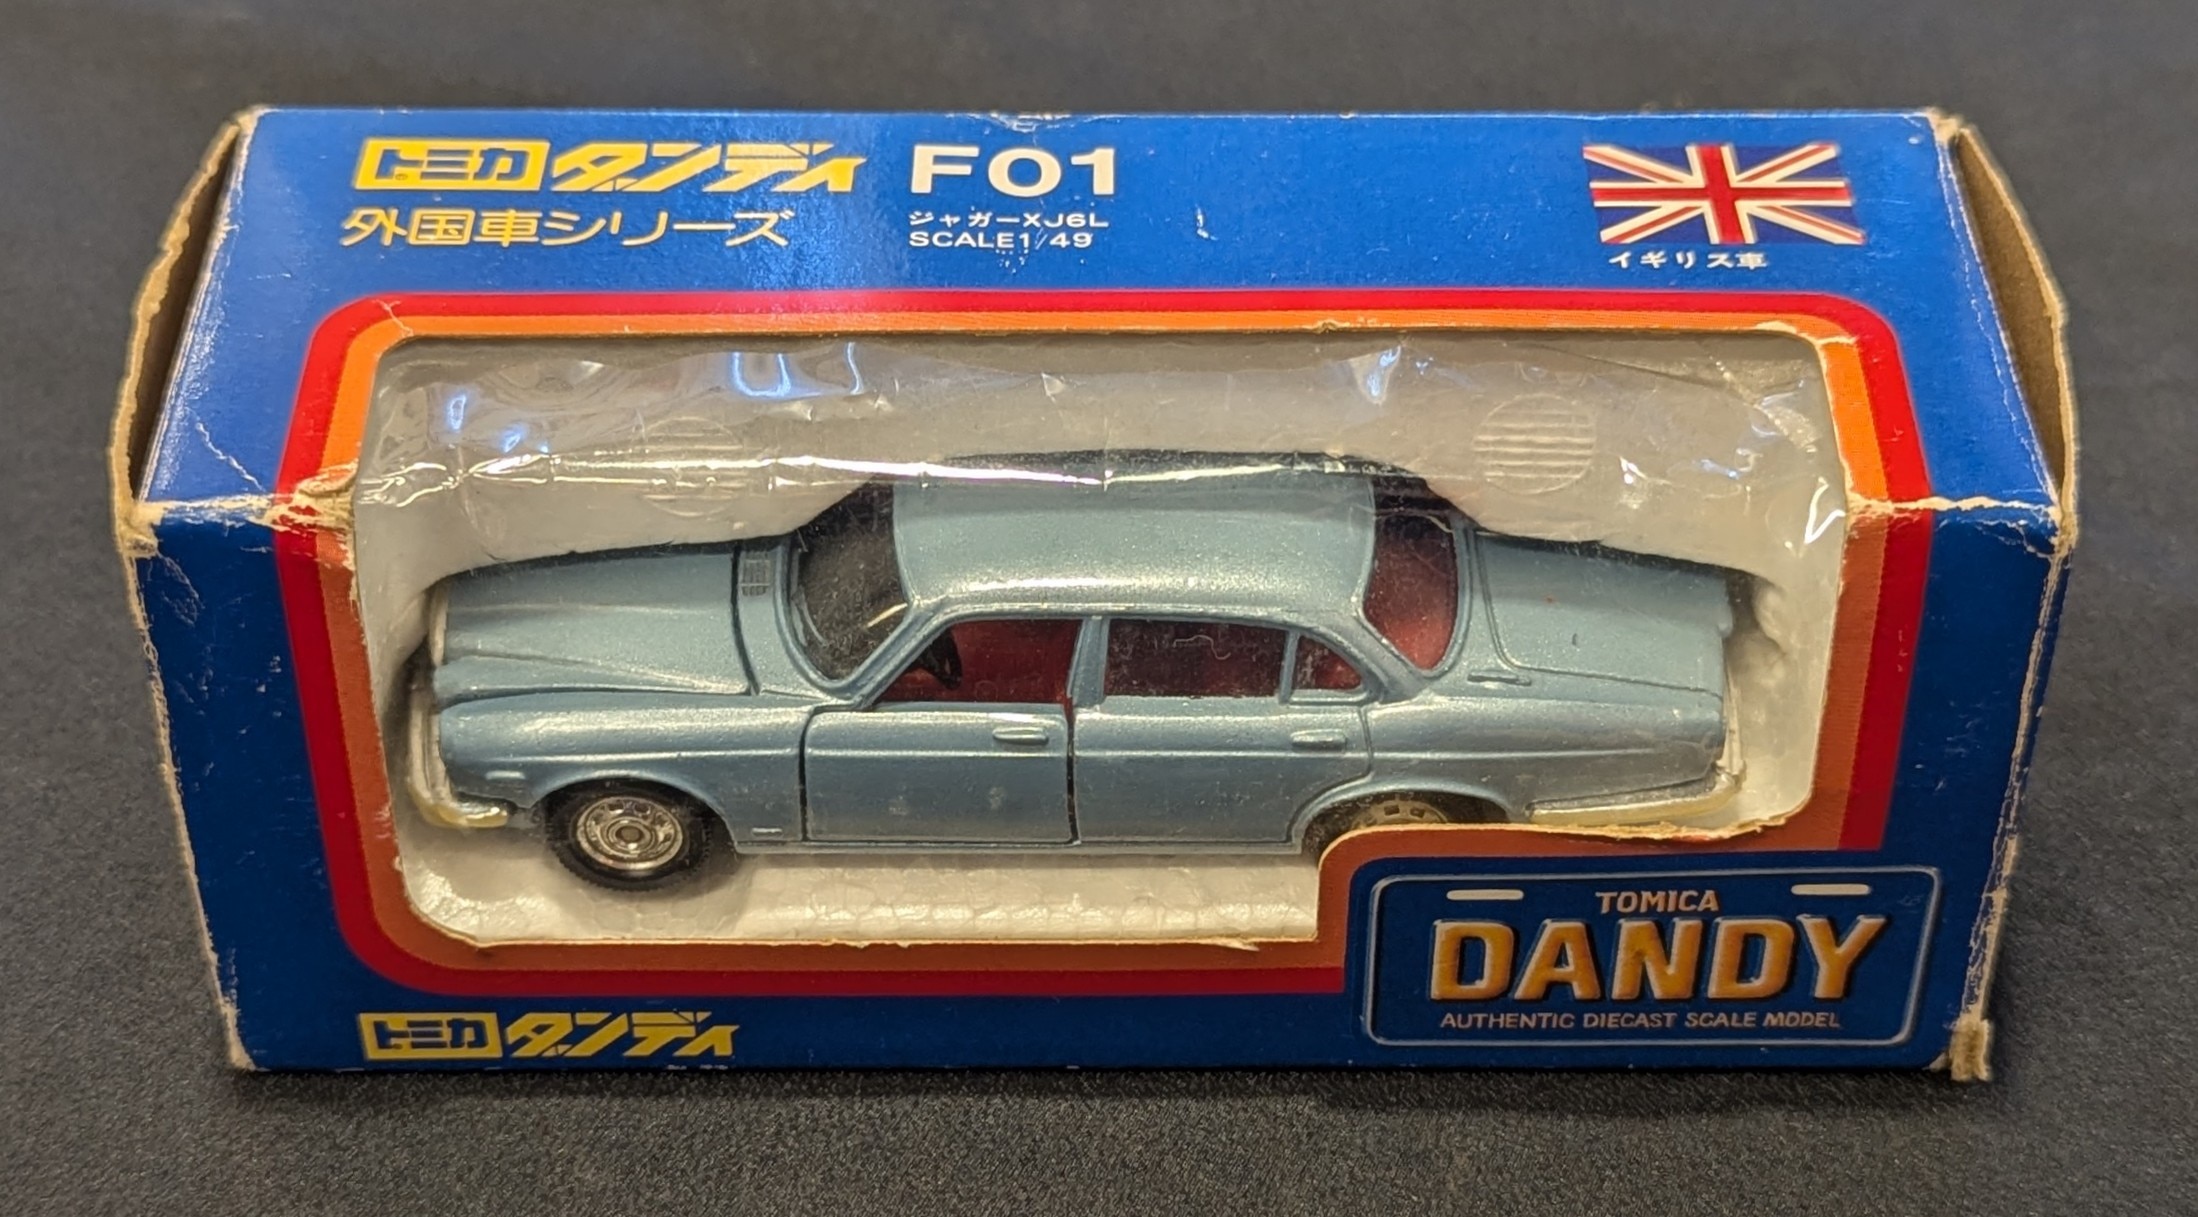 トミカ ダンディ F01
外国車シリーズ
ジャガーXJ6L
SCALE1/49
イギリス車
TOMICA
DANDY
AUTHENTIC DIECAST SCALE MODEL
トミカ ダンディ